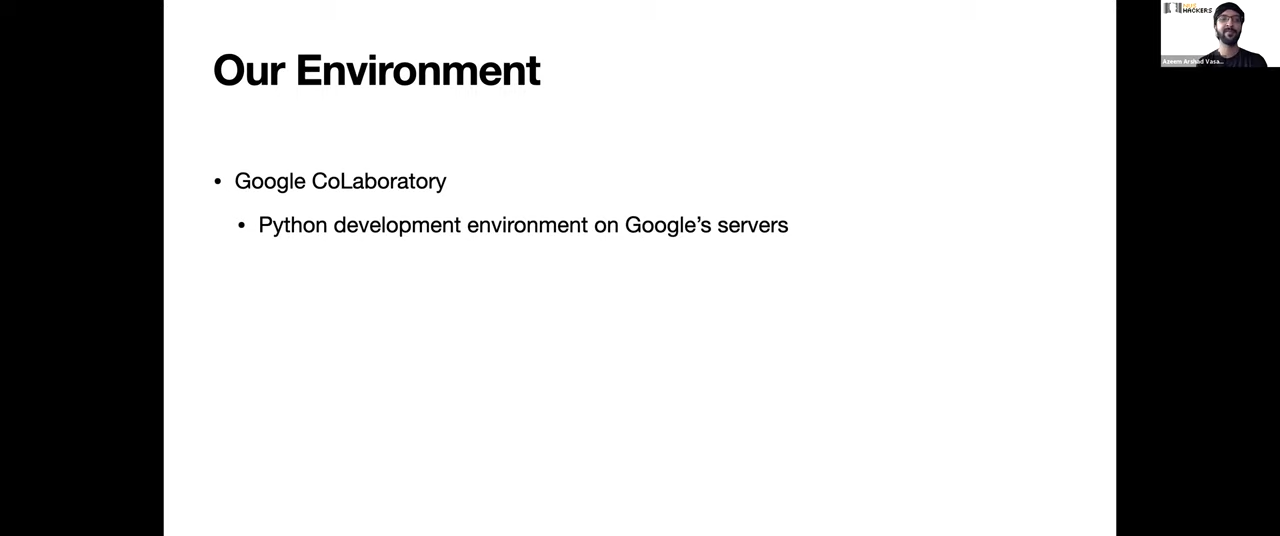 Our Environment
• Google CoLaboratory
• Python development environment on Google’s servers
HACKERS
Azeem Arshad Vasa...